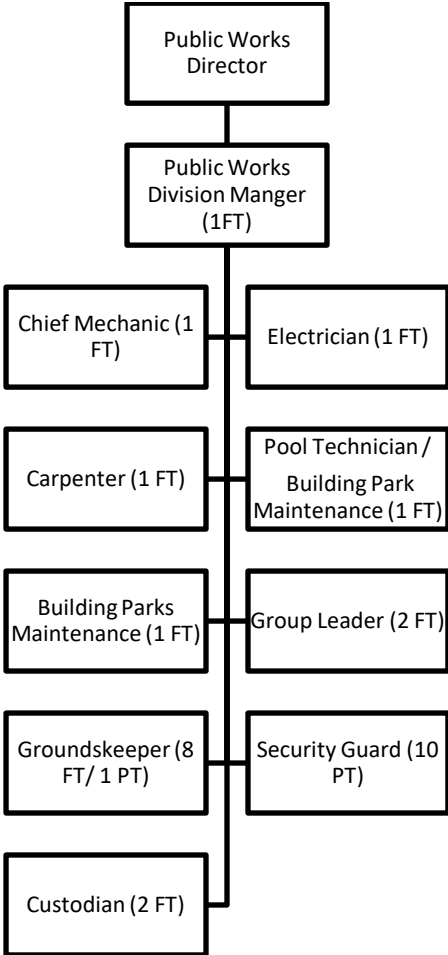 Public Works
Director
Public Works
Division Manger
(1FT)
Chief Mechanic (1
FT)
Electrician (1 FT)
Carpenter (1 FT)
Pool Technician /
Building Park
Maintenance (1 FT)
Building Parks
Maintenance (1 FT)
Group Leader (2 FT)
Groundskeeper (8
FT/ 1 PT)
Security Guard (10
PT)
Custodian (2 FT)